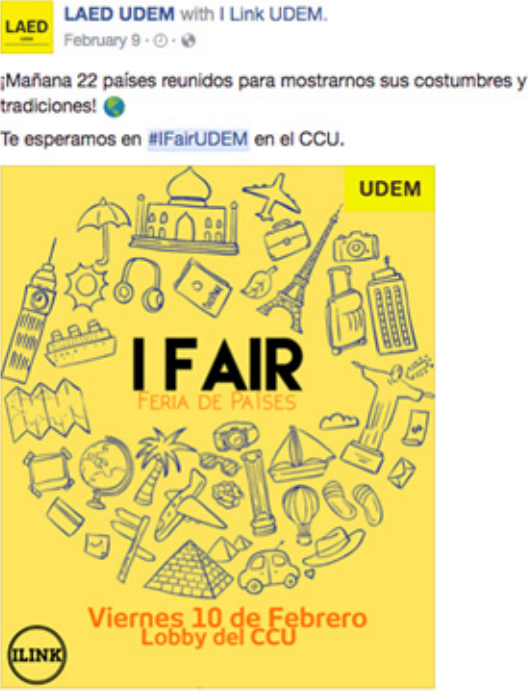 LAED
LAED UDEM with I Link UDEM.
February 9
¡Mañana 22 países reunidos para mostrarnos sus costumbres y
tradiciones!
Te esperamos en #IFairUDEM en el CCU.
UDEM
I FAIR
FERIA DE PAÍSES
Viernes 10 de Febrero
Lobby del CCU
ILINK